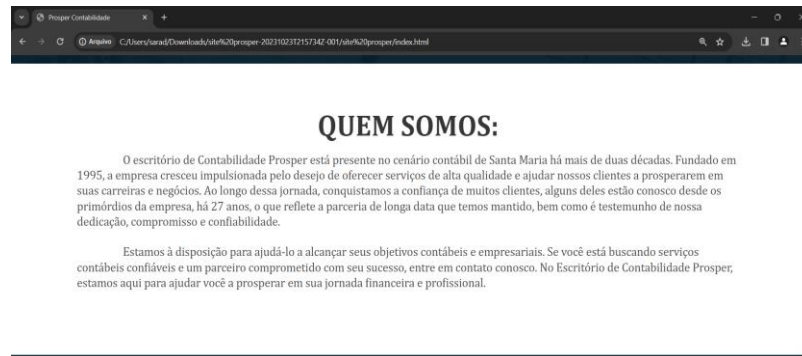 Prosper Contabilidade
Arquivo C:/Users/sarad/Downloads/site%20prosper-20231023T215734Z-001/site%20prosper/index.html
QUEM SOMOS:
O escritório de Contabilidade Prosper está presente no cenário contábil de Santa Maria há mais de duas décadas. Fundado em
1995, a empresa cresceu impulsionada pelo desejo de oferecer serviços de alta qualidade e ajudar nossos clientes a prosperarem em
suas carreiras e negócios. Ao longo dessa jornada, conquistamos a confiança de muitos clientes, alguns deles estão conosco desde os
primórdios da empresa, há 27 anos, o que reflete a parceria de longa data que temos mantido, bem como é testemunho de nossa
dedicação, compromisso e confiabilidade.
Estamos à disposição para ajudá-lo a alcançar seus objetivos contábeis e empresariais. Se você está buscando serviços
contábeis confiáveis e um parceiro comprometido com seu sucesso, entre em contato conosco. No Escritório de Contabilidade Prosper,
estamos aqui para ajudar você a prosperar em sua jornada financeira e profissional.